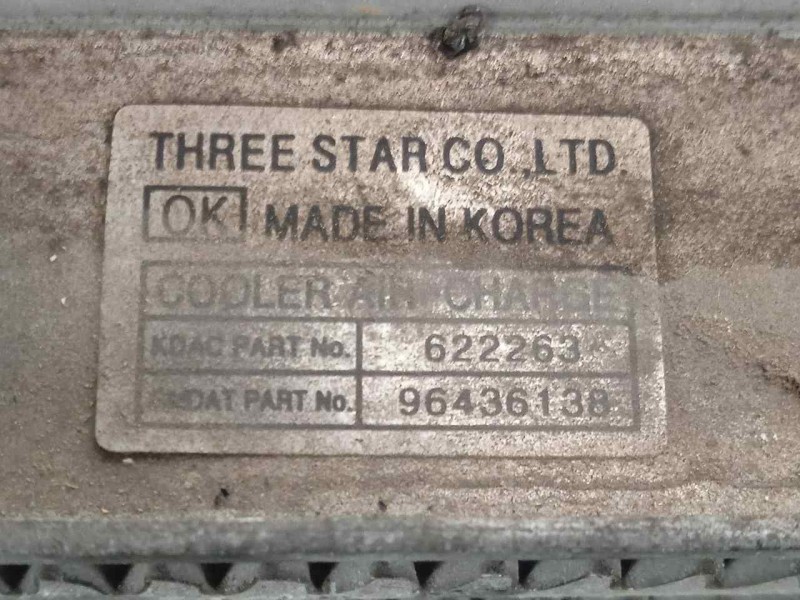 THREE STAR CO.,LTD.
OK MADE IN KOREA
COOLER AIR CHARGE
KDAC PART No. 622263
GMDAT PART No. 96436138